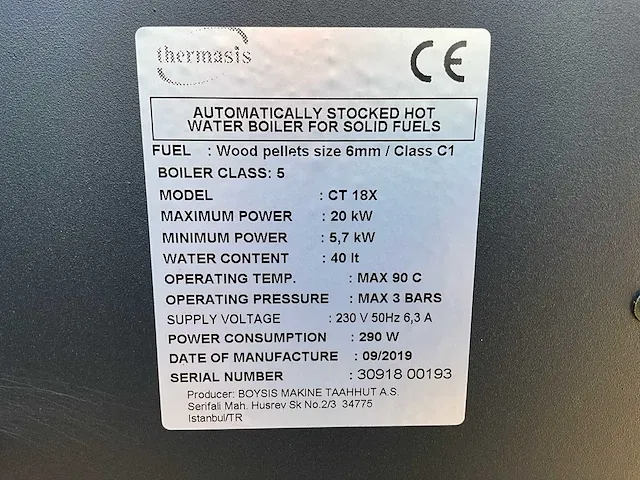 thermasis
CE
AUTOMATICALLY STOCKED HOT
WATER BOILER FOR SOLID FUELS
FUEL : Wood pellets size 6mm / Class C1
BOILER CLASS: 5
MODEL : CT 18X
MAXIMUM POWER : 20 kW
MINIMUM POWER : 5,7 kW
WATER CONTENT : 40 lt
OPERATING TEMP. : MAX 90 C
OPERATING PRESSURE : MAX 3 BARS
SUPPLY VOLTAGE : 230 V 50Hz 6,3 A
POWER CONSUMPTION : 290 W
DATE OF MANUFACTURE : 09/2019
SERIAL NUMBER : 30918 00193
Producer: BOYSIS MAKINE TAAHHUT A.S.
Serifali Mah. Husrev Sk No.2/3 34775
Istanbul/TR